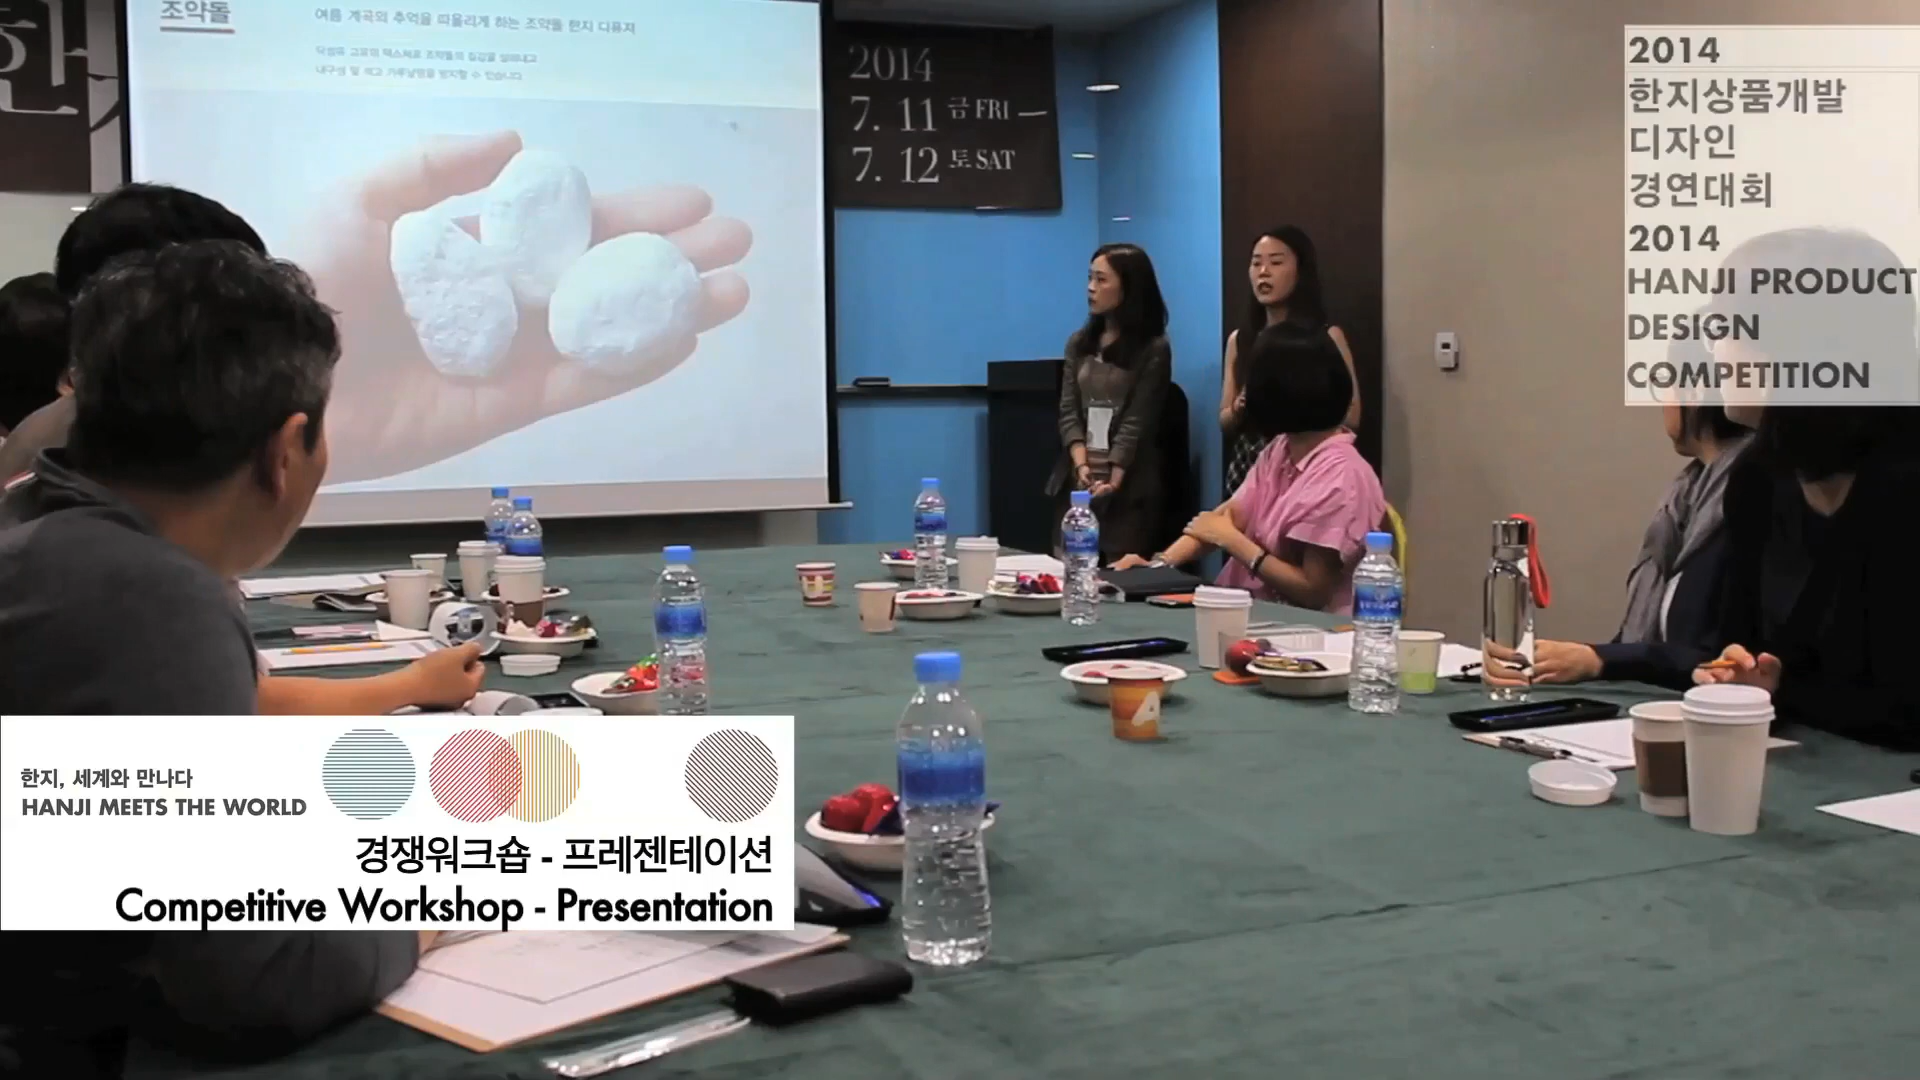 조약돌
여름 계곡의 추억을 떠올리게 하는 조약돌 한지 디퓨져
2014
7. 11 금 FRI —
7. 12 토 SAT
2014
한지상품개발
디자인
경연대회
2014
HANJI PRODUCT
DESIGN
COMPETITION
한지, 세계와 만나다
HANJI MEETS THE WORLD
경쟁워크숍 - 프레젠테이션
Competitive Workshop - Presentation